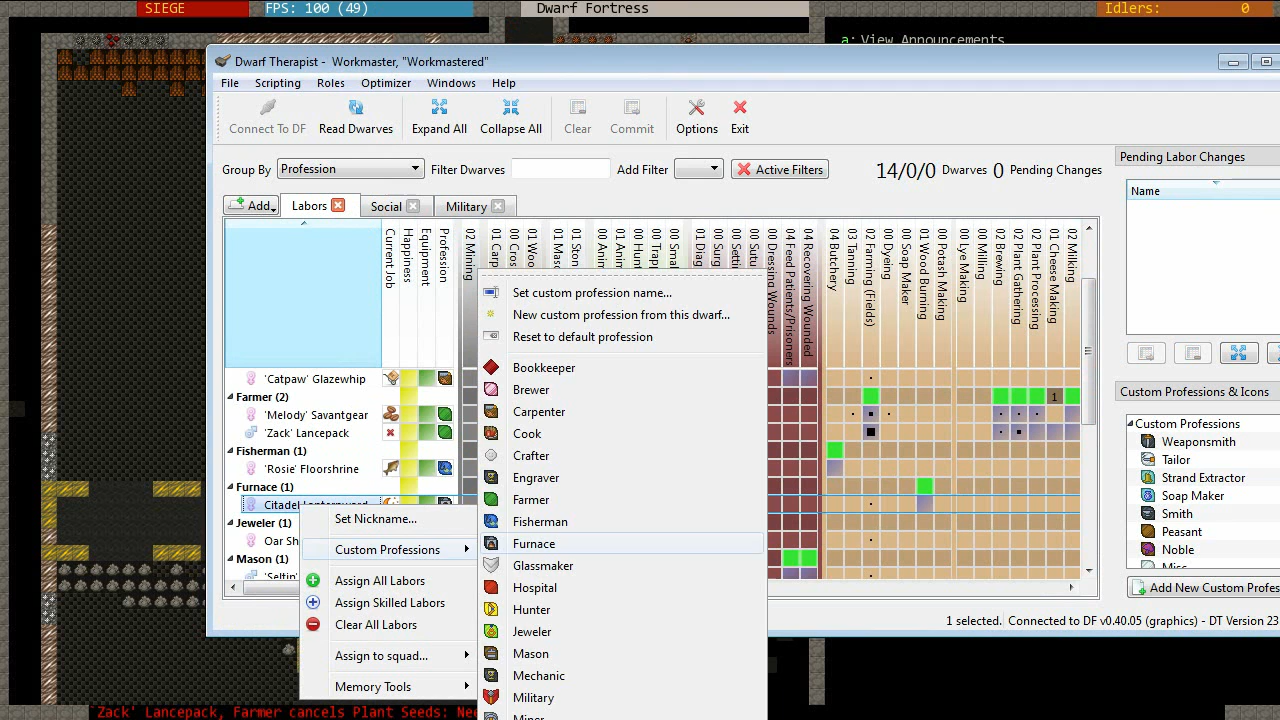 SIEGE
FPS: 100 (49)
Dwarf Fortress
Idlers: 0
a: View Announcements
Dwarf Therapist - Workmaster, "Workmastered"
File Scripting Roles Optimizer Windows Help
Connect To DF Read Dwarves Expand All Collapse All Clear Commit Options Exit
Group By Profession Filter Dwarves Add Filter Active Filters 14/0/0 Dwarves 0 Pending Changes
Pending Labor Changes
Name
Add Labors Social Military
Current Job
Happiness
Equipment
Profession
02 Mining
04 Feed Patients/Prisoners
04 Recovering Wounded
04 Butchery
03 Tanning
02 Farming (Fields)
00 Dyeing
00 Soap Maker
01 Wood Burning
00 Potash Making
00 Lye Making
00 Milling
02 Brewing
02 Plant Gathering
02 Plant Processing
01 Cheese Making
02 Milking
'Catpaw' Glazewhip
Farmer (2)
1
'Melody' Savantgear
'Zack' Lancepack
Fisherman (1)
'Rosie' Floorshrine
Furnace (1)
Jeweler (1)
Mason (1)
Set Nickname...
Custom Professions
Assign All Labors
Assign Skilled Labors
Clear All Labors
Assign to squad...
Memory Tools
Set custom profession name...
New custom profession from this dwarf...
Reset to default profession
Bookkeeper
Brewer
Carpenter
Cook
Crafter
Engraver
Farmer
Fisherman
Furnace
Glassmaker
Hospital
Hunter
Jeweler
Mason
Mechanic
Military
Custom Professions & Icons
Custom Professions
Weaponsmith
Tailor
Strand Extractor
Soap Maker
Smith
Peasant
Noble
Add New Custom Profes
1 selected. Connected to DF v0.40.05 (graphics) - DT Version 23
'Zack' Lancepack, Farmer cancels Plant Seeds: Nee